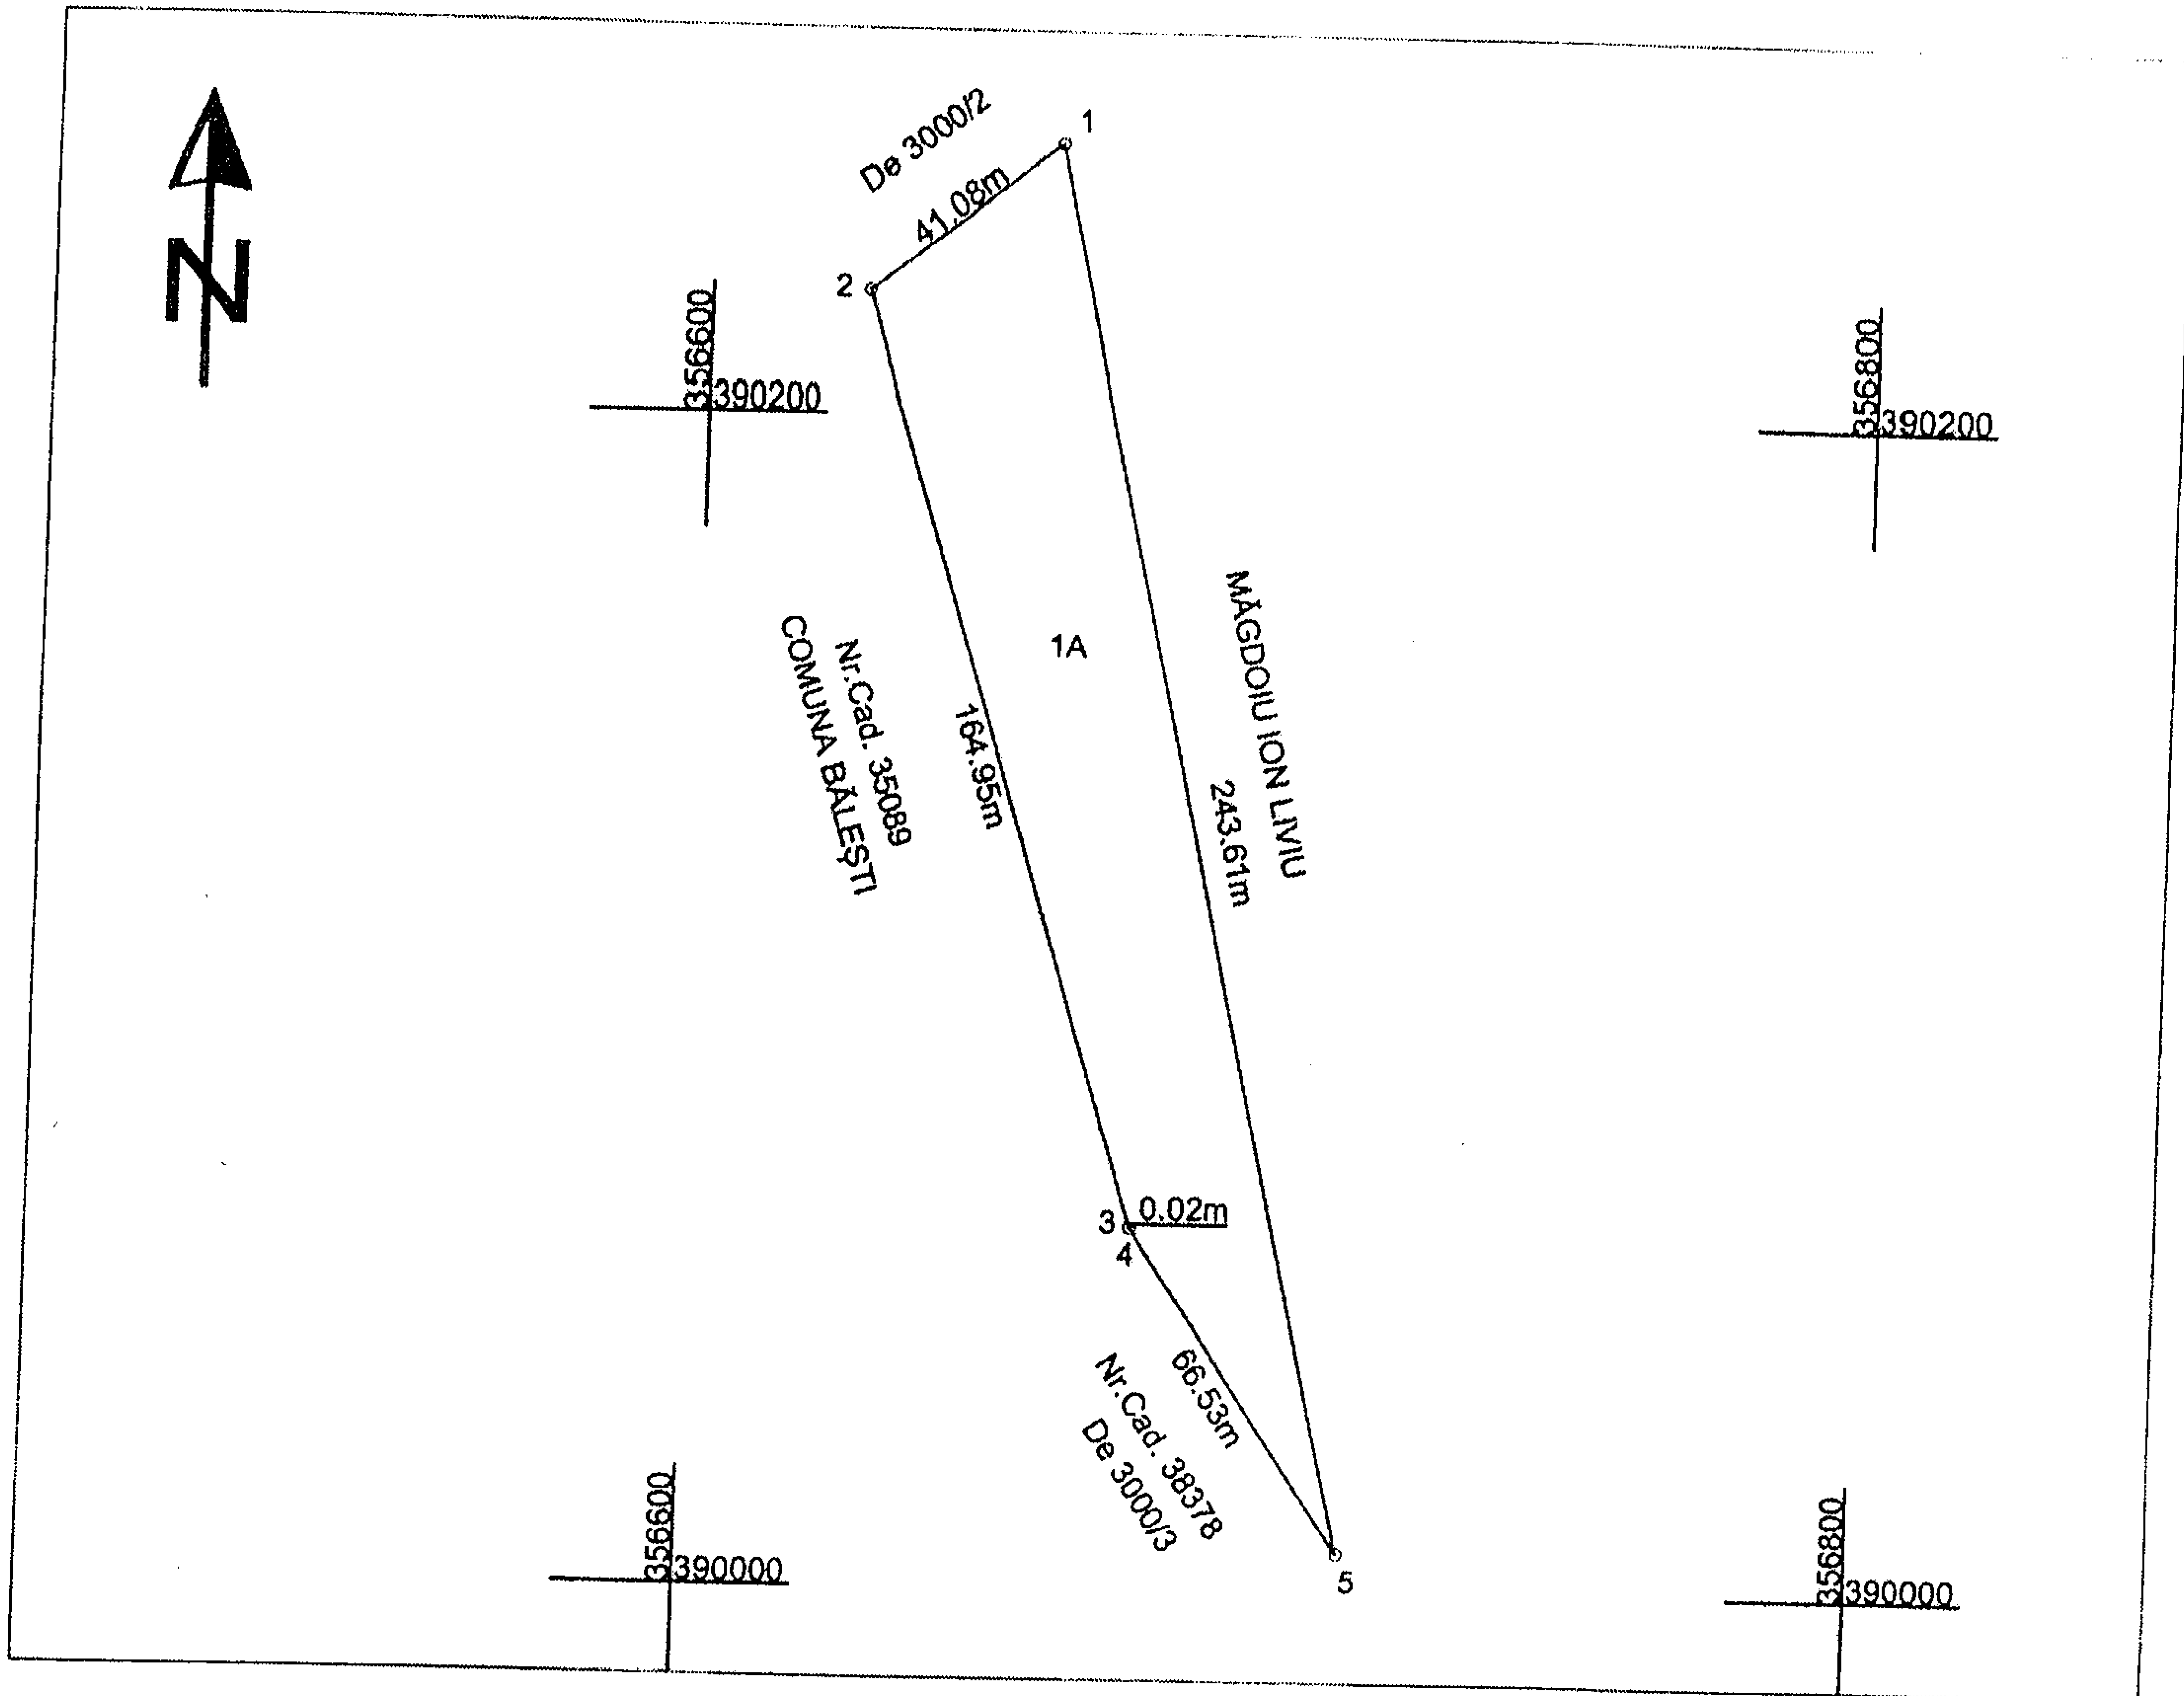 N
De 3000/2
1
41.08m
2
356600
390200
356800
390200
MĂGDOIU ION LIVIU
243.61m
1A
Nr.Cad. 35089
COMUNA BĂLEȘTI
164.95m
3
0.02m
4
66.53m
Nr.Cad. 38378
De 3000/3
5
356600
390000
356800
390000